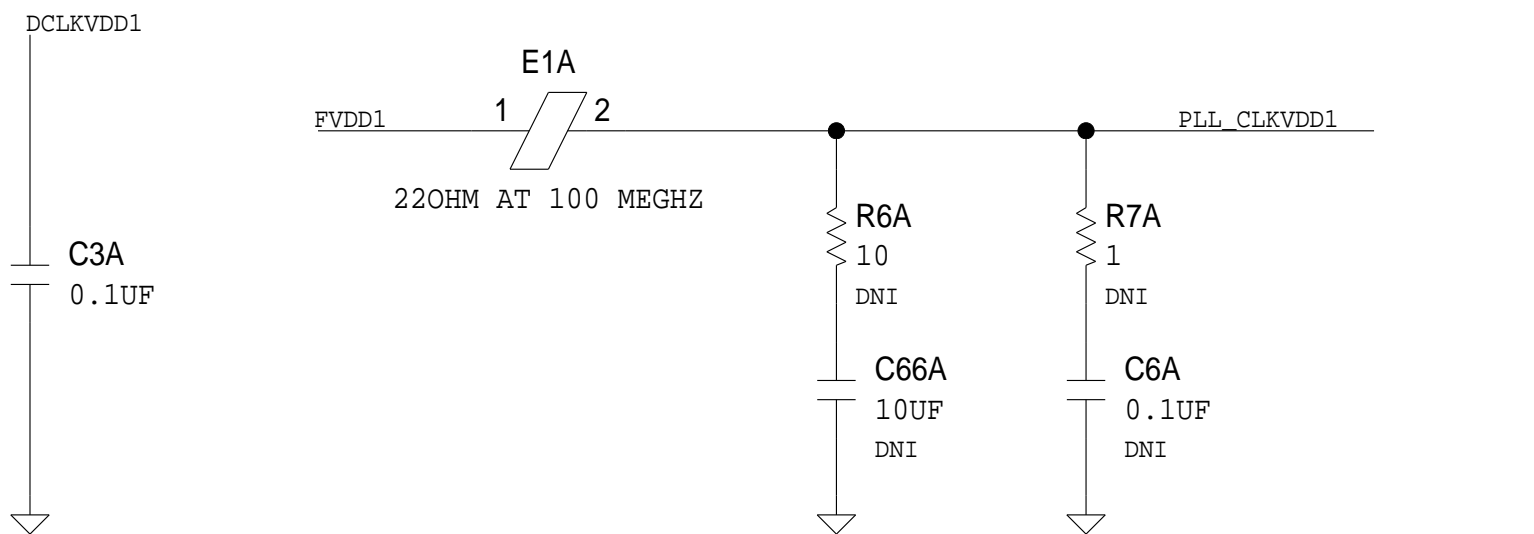 DCLKVDD1
C3A
0.1UF
E1A
1 2
FVDD1
22OHM AT 100 MEGHZ
PLL_CLKVDD1
R6A
10
DNI
C66A
10UF
DNI
R7A
1
DNI
C6A
0.1UF
DNI